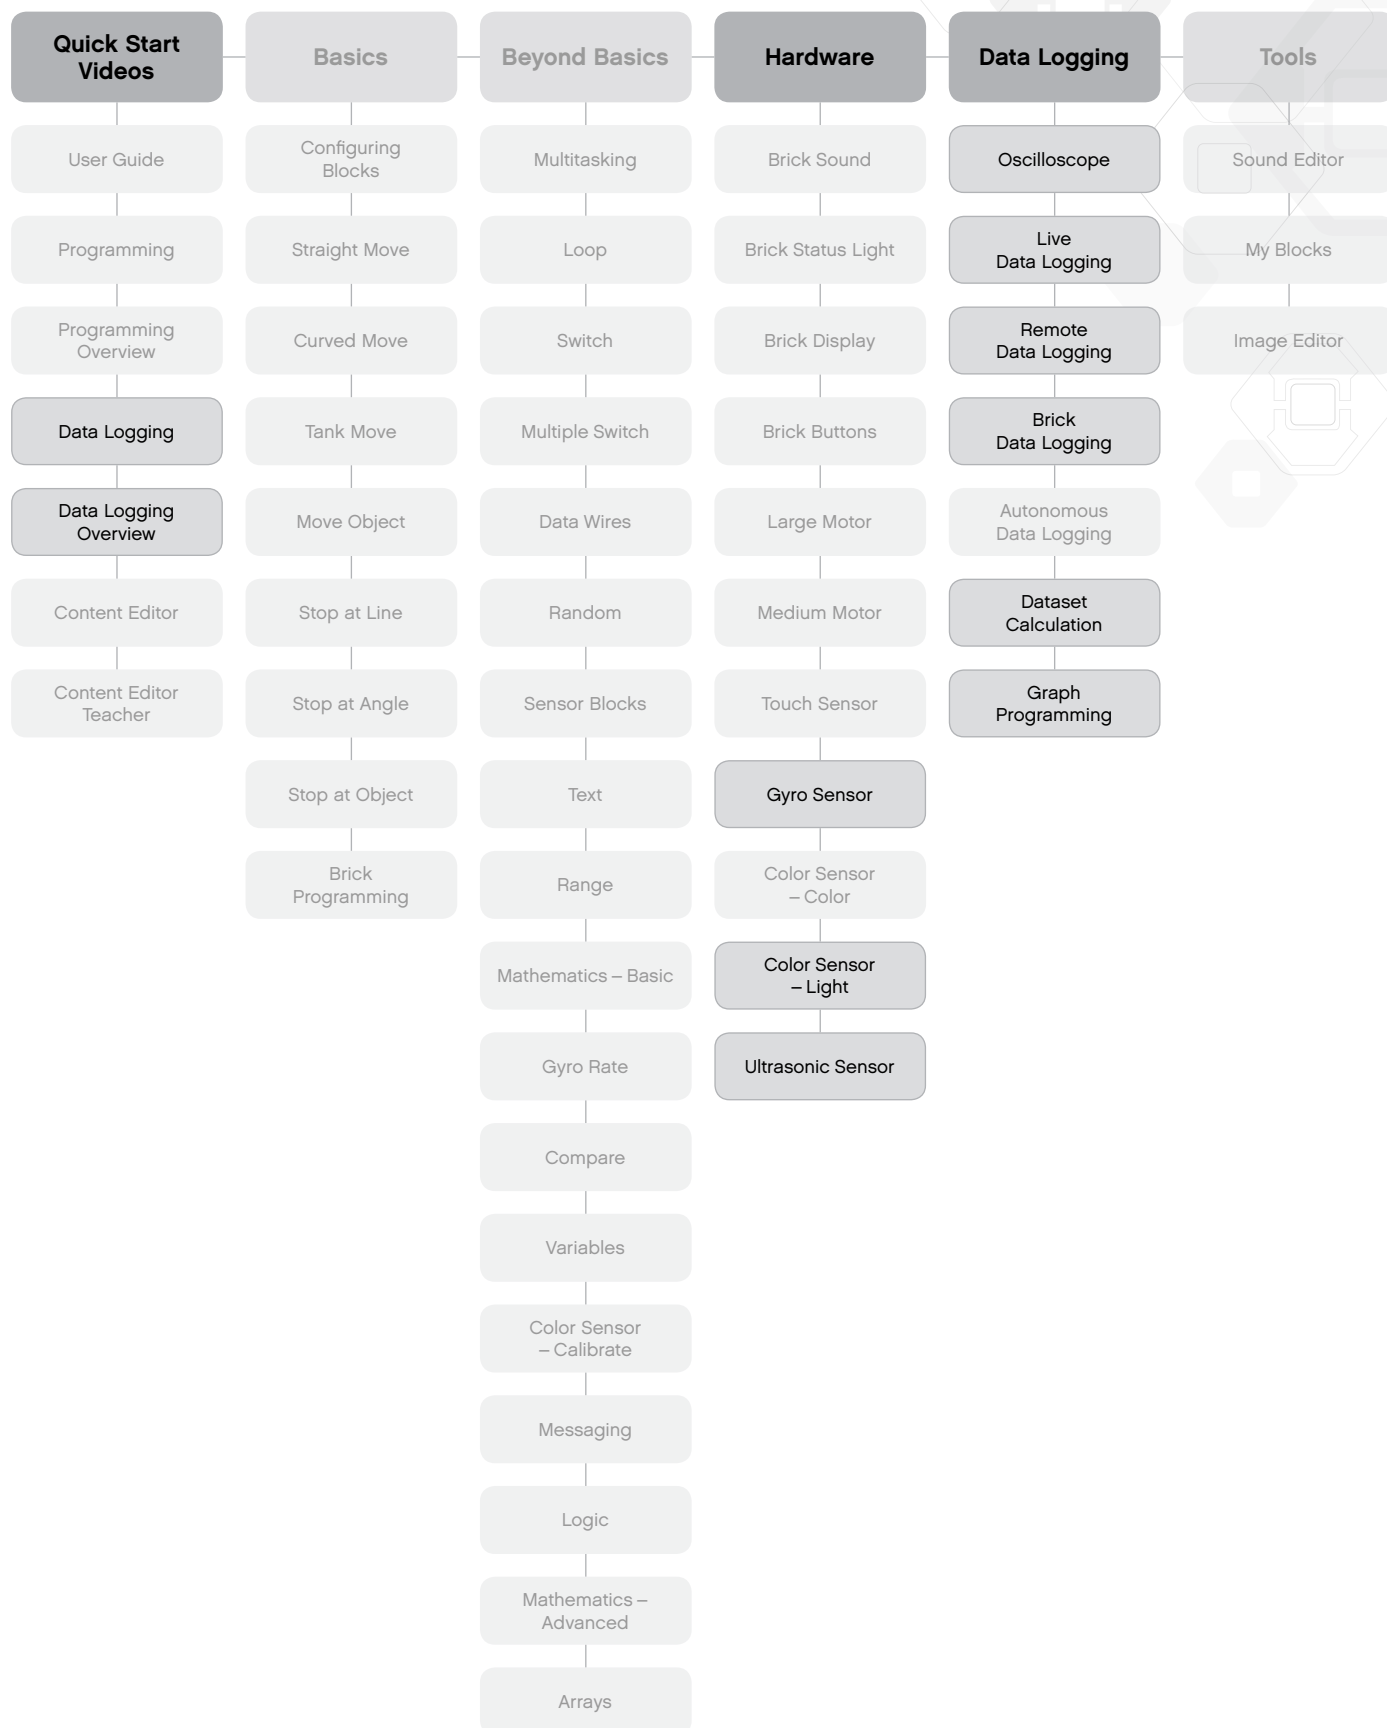 Quick Start
Videos
User Guide
Programming
Programming
Overview
Data Logging
Data Logging
Overview
Content Editor
Content Editor
Teacher
Basics
Configuring
Blocks
Straight Move
Curved Move
Tank Move
Move Object
Stop at Line
Stop at Angle
Stop at Object
Brick
Programming
Beyond Basics
Multitasking
Loop
Switch
Multiple Switch
Data Wires
Random
Sensor Blocks
Text
Range
Mathematics – Basic
Gyro Rate
Compare
Variables
Color Sensor
– Calibrate
Messaging
Logic
Mathematics –
Advanced
Arrays
Hardware
Brick Sound
Brick Status Light
Brick Display
Brick Buttons
Large Motor
Medium Motor
Touch Sensor
Gyro Sensor
Color Sensor
– Color
Color Sensor
– Light
Ultrasonic Sensor
Data Logging
Oscilloscope
Live
Data Logging
Remote
Data Logging
Brick
Data Logging
Autonomous
Data Logging
Dataset
Calculation
Graph
Programming
Tools
Sound Editor
My Blocks
Image Editor